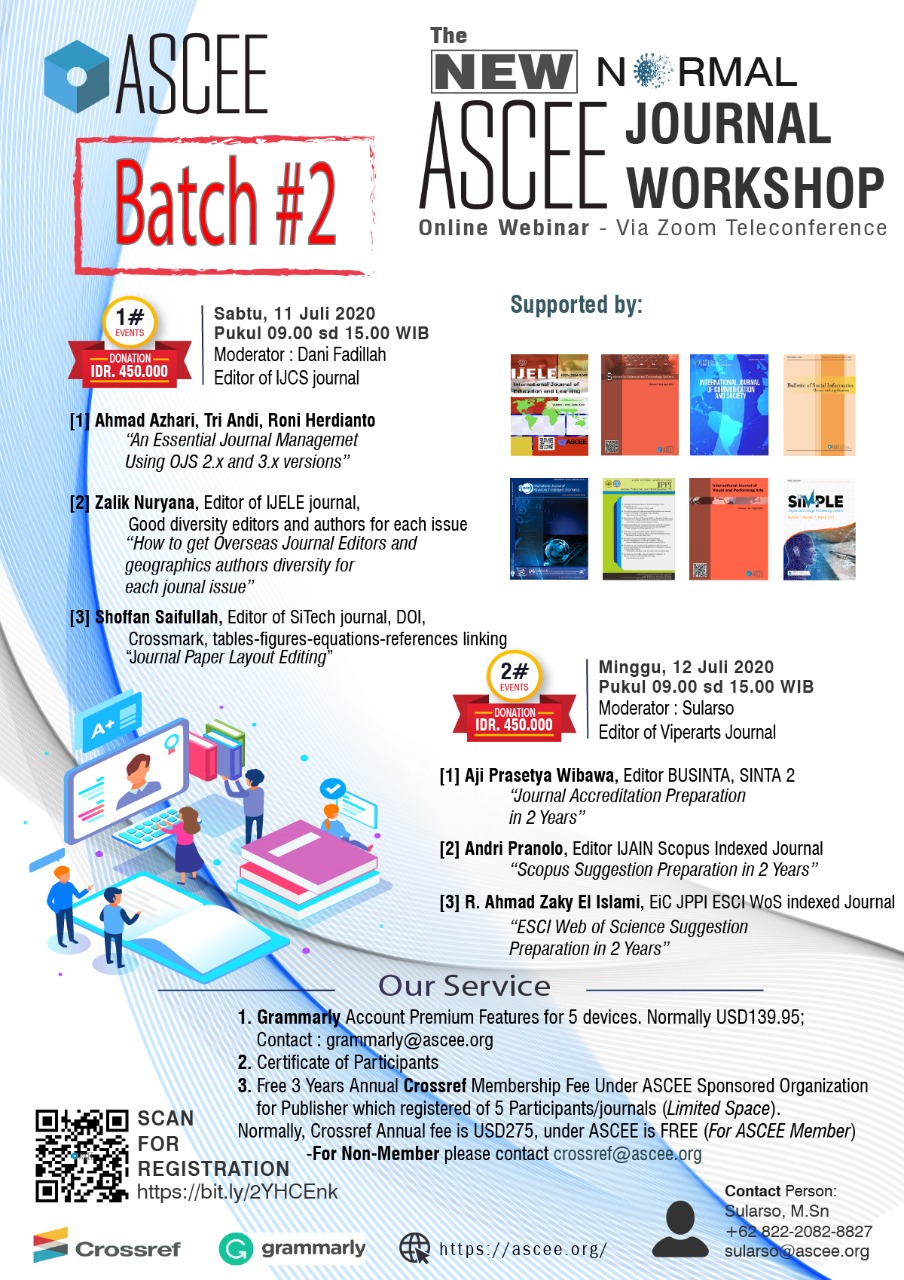 ASCEE
Batch #2
The
NEW NORMAL
ASCEE JOURNAL
WORKSHOP
Online Webinar - Via Zoom Teleconference
1#
EVENTS
DONATION
IDR. 450.000
Sabtu, 11 Juli 2020
Pukul 09.00 sd 15.00 WIB
Moderator : Dani Fadillah
Editor of IJCS journal
[1] Ahmad Azhari, Tri Andi, Roni Herdianto
“An Essential Journal Managemet
Using OJS 2.x and 3.x versions”
[2] Zalik Nuryana, Editor of IJELE journal,
Good diversity editors and authors for each issue
“How to get Overseas Journal Editors and
geographics authors diversity for
each jounal issue”
[3] Shoffan Saifullah, Editor of SiTech journal, DOI,
Crossmark, tables-figures-equations-references linking
“Journal Paper Layout Editing”
Supported by:
IJELE
International Journal of
Education and Learning
ASCEE
INTERNATIONAL JOURNAL
OF COMMUNICATION
AND SOCIETY
Bulletin of Social Informatics
JPPI
International Journal of
Visual and Performing Arts
SIMPLE
2#
EVENTS
DONATION
IDR. 450.000
Minggu, 12 Juli 2020
Pukul 09.00 sd 15.00 WIB
Moderator : Sularso
Editor of Viperarts Journal
[1] Aji Prasetya Wibawa, Editor BUSINTA, SINTA 2
“Journal Accreditation Preparation
in 2 Years”
[2] Andri Pranolo, Editor IJAIN Scopus Indexed Journal
“Scopus Suggestion Preparation in 2 Years”
[3] R. Ahmad Zaky El Islami, EiC JPPI ESCI WoS indexed Journal
“ESCI Web of Science Suggestion
Preparation in 2 Years”
A+
Our Service
1. Grammarly Account Premium Features for 5 devices. Normally USD139.95;
Contact : grammarly@ascee.org
2. Certificate of Participants
3. Free 3 Years Annual Crossref Membership Fee Under ASCEE Sponsored Organization
for Publisher which registered of 5 Participants/journals (Limited Space).
Normally, Crossref Annual fee is USD275, under ASCEE is FREE (For ASCEE Member)
-For Non-Member please contact crossref@ascee.org
SCAN
FOR
REGISTRATION
https://bit.ly/2YHCEnk
Crossref
grammarly
https://ascee.org/
Contact Person:
Sularso, M.Sn
+62 822-2082-8827
sularso@ascee.org